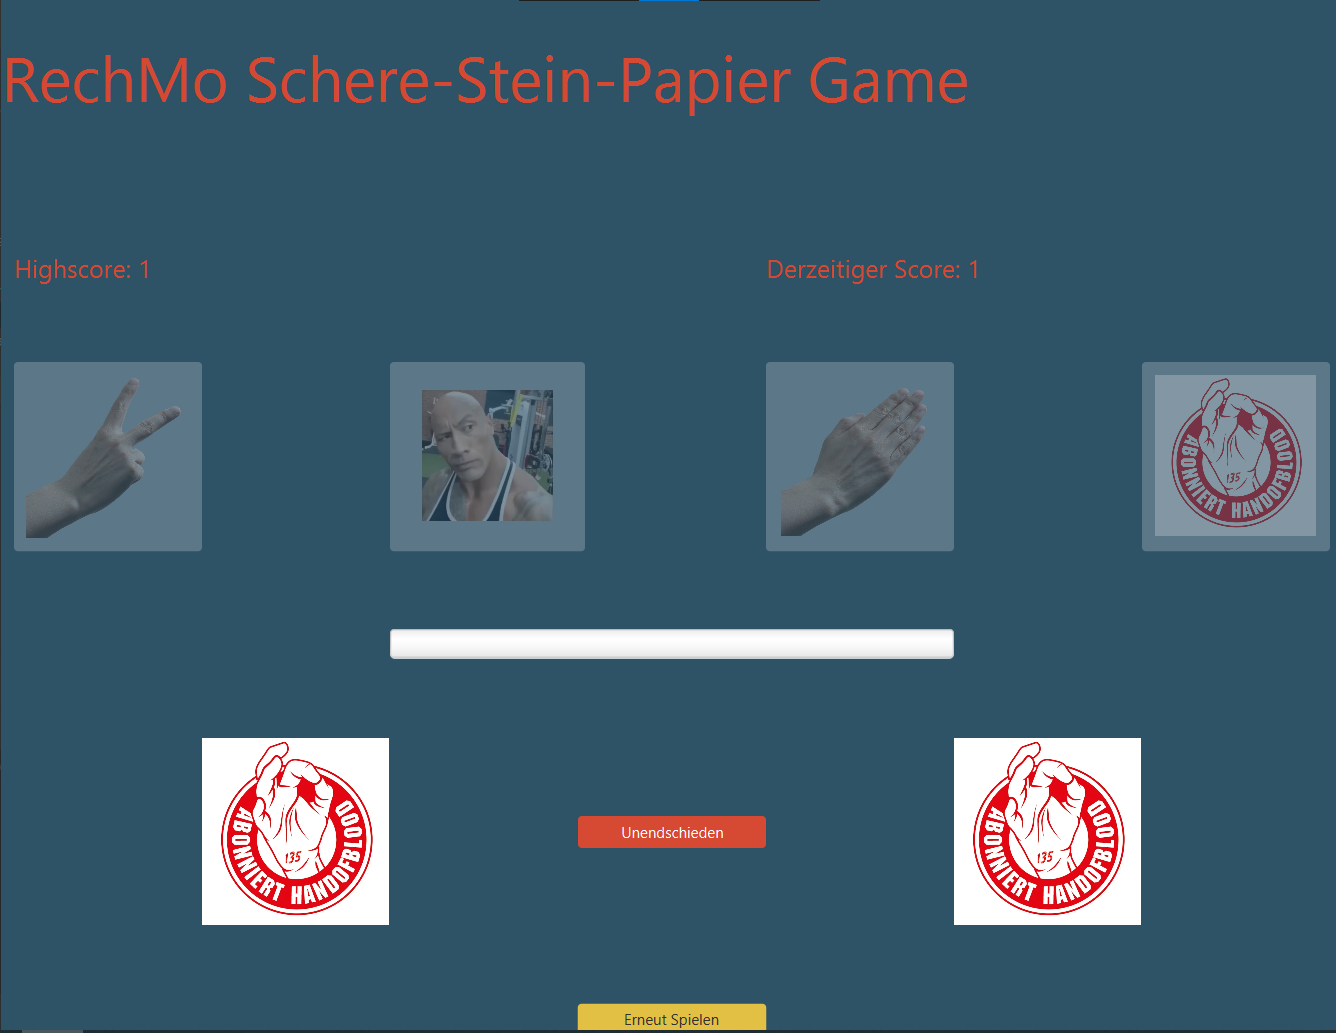 RechMo Schere-Stein-Papier Game
Highscore: 1
Derzeitiger Score: 1
ABONNIERT HANDOFBLOOD
135
ABONNIERT HANDOFBLOOD
135
Unendschieden
ABONNIERT HANDOFBLOOD
135
Erneut Spielen